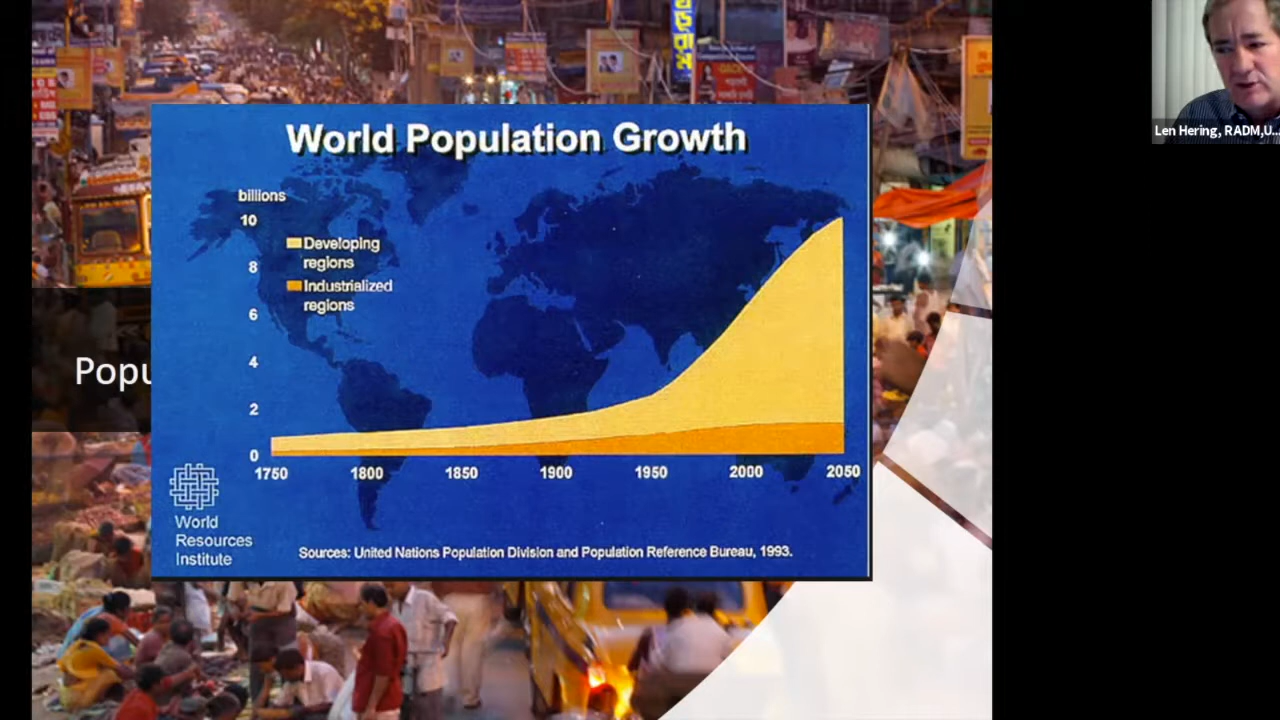 Len Hering, RADM,U...
World Population Growth
billions
10
8
6
4
2
0
Developing
regions
Industrialized
regions
1750 1800 1850 1900 1950 2000 2050
World
Resources
Institute
Sources: United Nations Population Division and Population Reference Bureau, 1993.
Popu